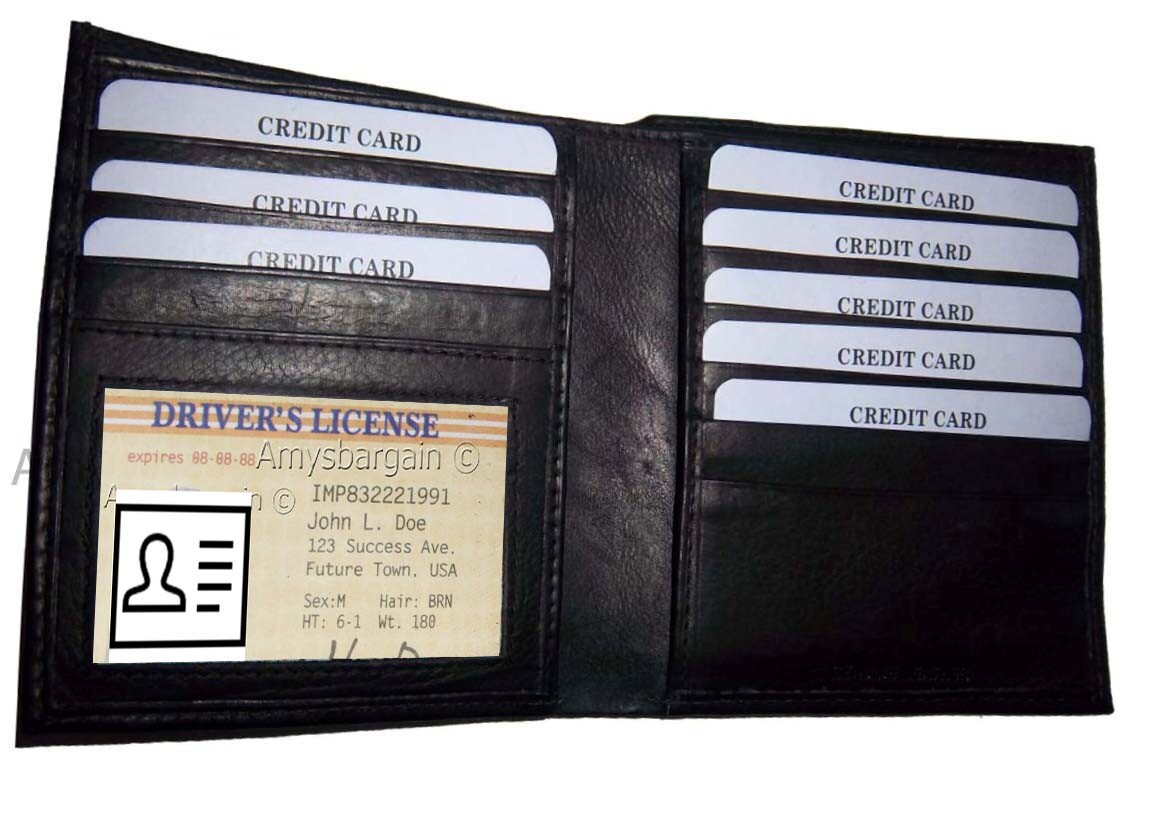 CREDIT CARD
CREDIT CARD
CREDIT CARD
DRIVER'S LICENSE
expires 08-08-88
Amysbargain ©
©
IMP832221991
John L. Doe
123 Success Ave.
Future Town, USA
Sex:M Hair: BRN
HT: 6-1 Wt. 180
CREDIT CARD
CREDIT CARD
CREDIT CARD
CREDIT CARD
CREDIT CARD